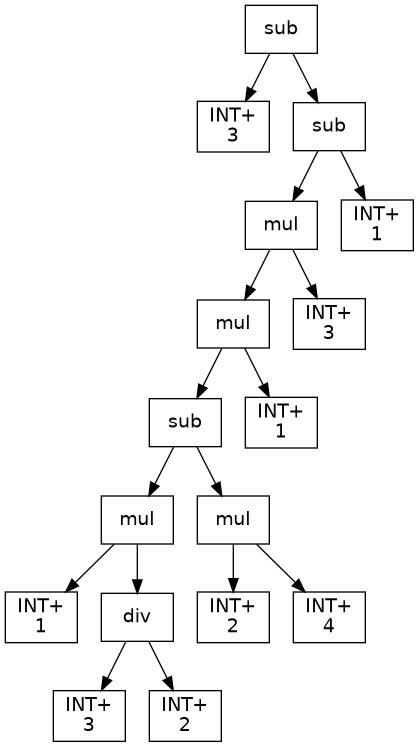 sub
INT+
3
sub
mul
INT+
1
mul
INT+
3
sub
INT+
1
mul
mul
INT+
1
div
INT+
2
INT+
4
INT+
3
INT+
2